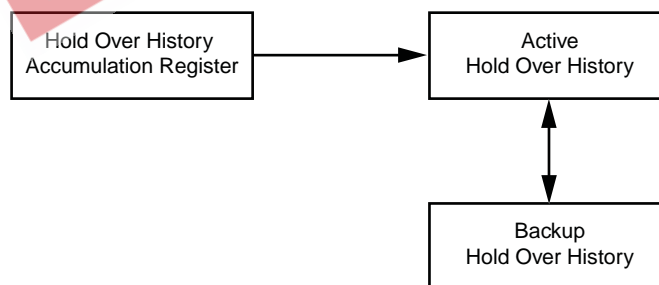 Hold Over History
Accumulation Register
Active
Hold Over History
Backup
Hold Over History